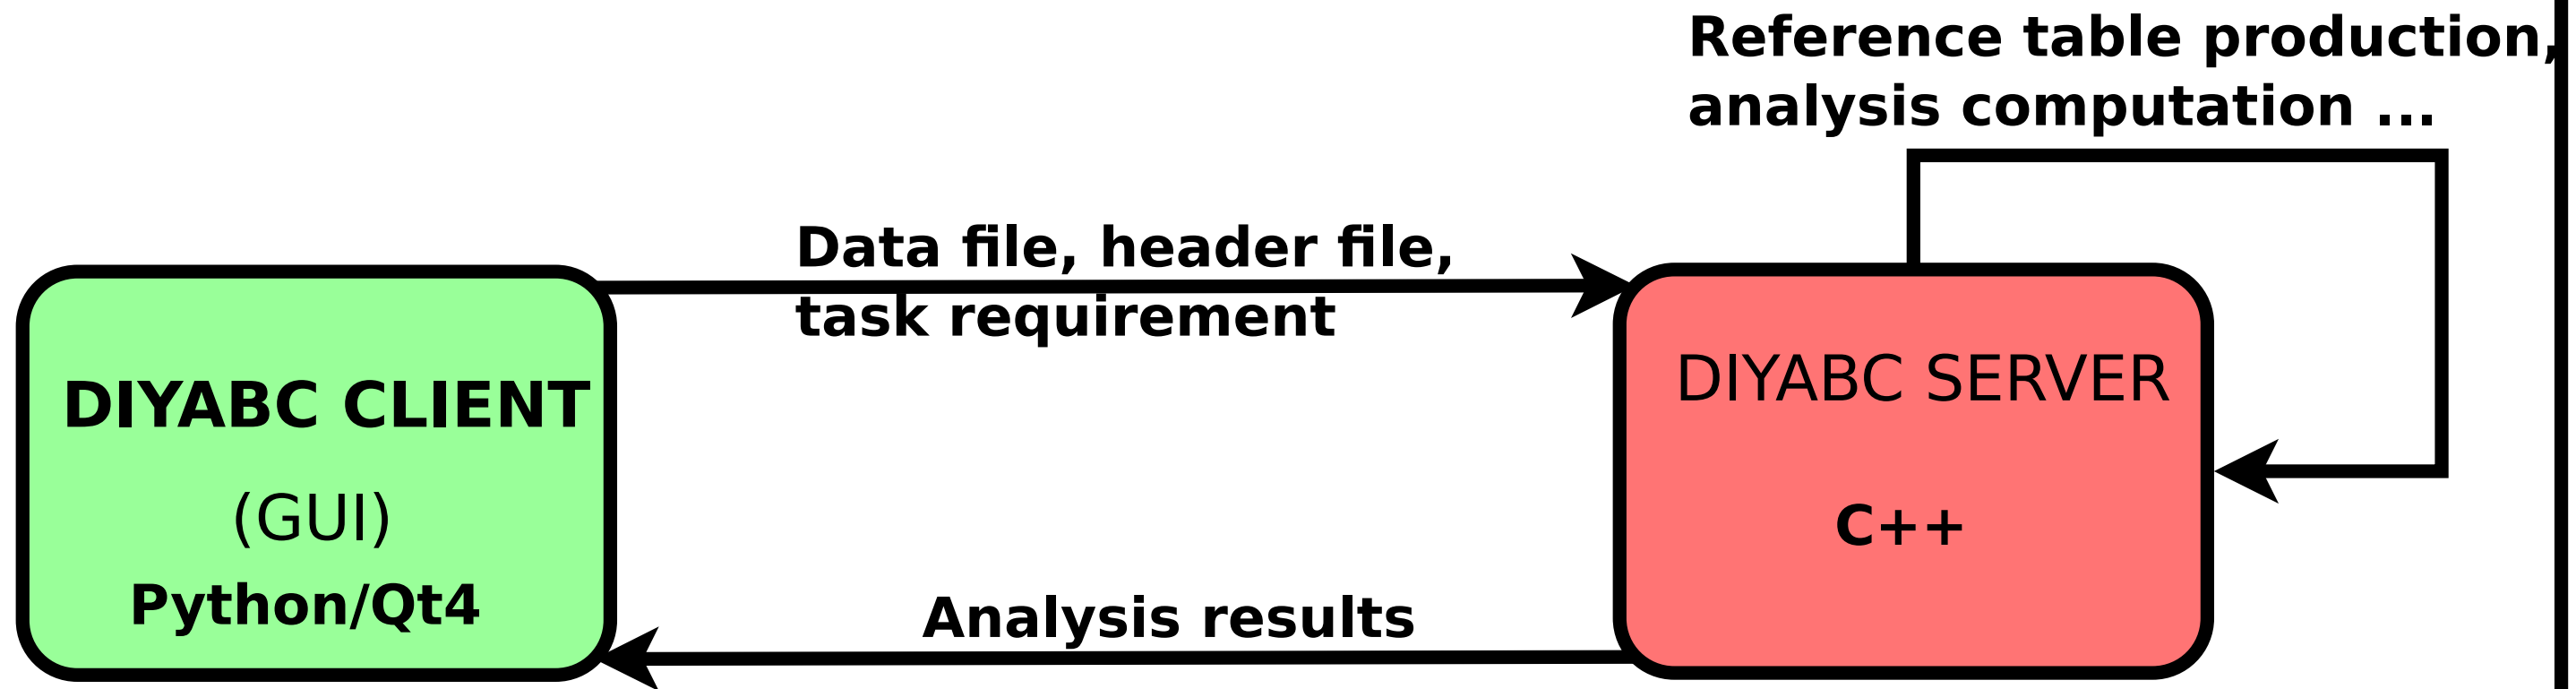 Reference table production,
analysis computation ...
Data file, header file,
task requirement
DIYABC CLIENT
(GUI)
Python/Qt4
DIYABC SERVER
C++
Analysis results